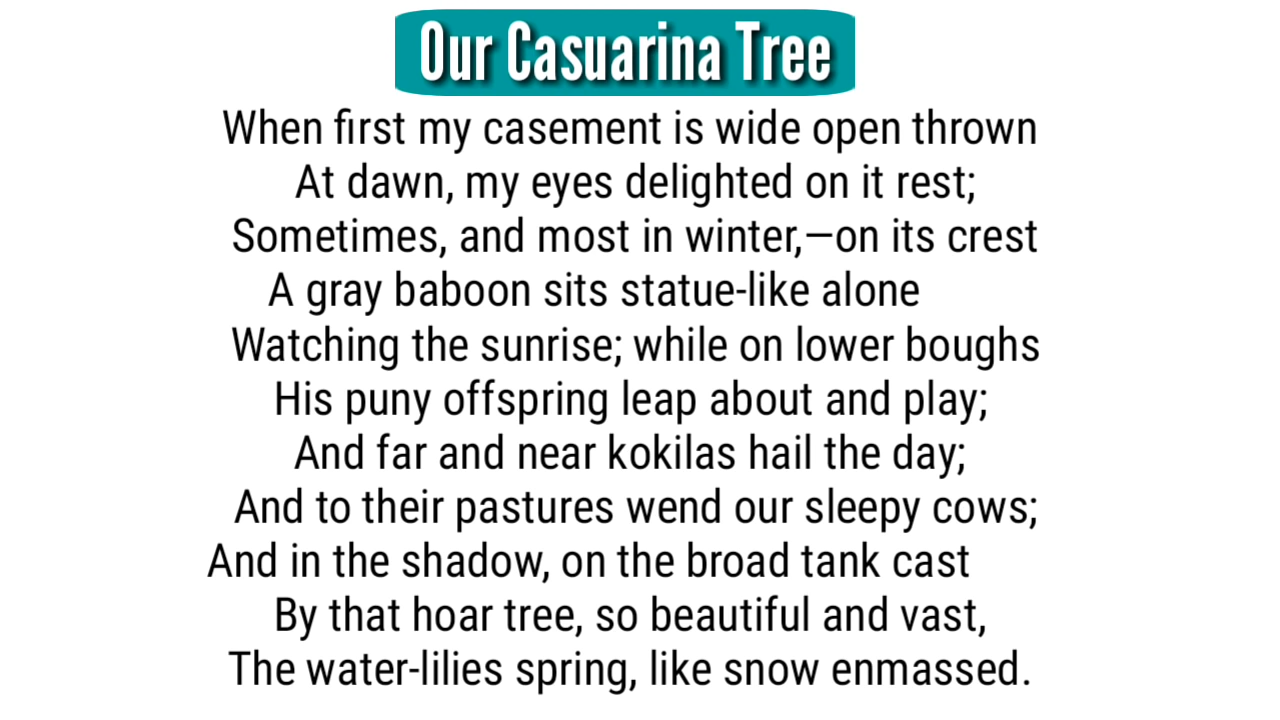 Our Casuarina Tree
When first my casement is wide open thrown
At dawn, my eyes delighted on it rest;
Sometimes, and most in winter,—on its crest
A gray baboon sits statue-like alone
Watching the sunrise; while on lower boughs
His puny offspring leap about and play;
And far and near kokilas hail the day;
And to their pastures wend our sleepy cows;
And in the shadow, on the broad tank cast
By that hoar tree, so beautiful and vast,
The water-lilies spring, like snow enmassed.